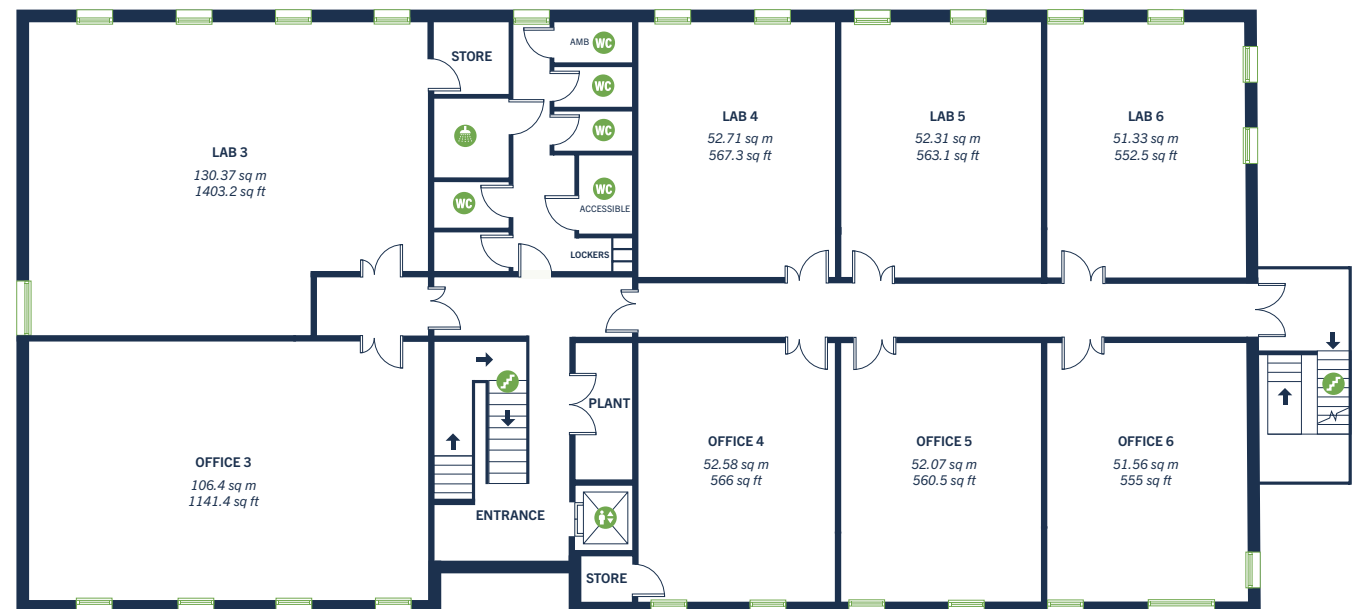 STORE
AMB WC
WC
WC
WC
ACCESSIBLE
WC
LOCKERS
LAB 3
130.37 sq m
1403.2 sq ft
LAB 4
52.71 sq m
567.3 sq ft
LAB 5
52.31 sq m
563.1 sq ft
LAB 6
51.33 sq m
552.5 sq ft
OFFICE 3
106.4 sq m
1141.4 sq ft
PLANT
ENTRANCE
STORE
OFFICE 4
52.58 sq m
566 sq ft
OFFICE 5
52.07 sq m
560.5 sq ft
OFFICE 6
51.56 sq m
555 sq ft